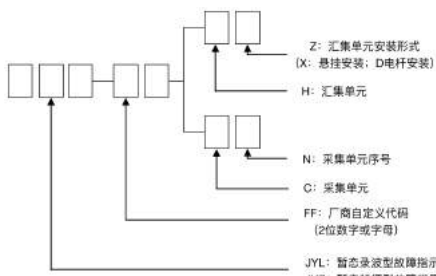 Z：汇集单元安装形式
（X：悬挂安装；D电杆安装）
H：汇集单元
N：采集单元序号
C：采集单元
FF：厂商自定义代码
（2位数字或字母）
JYL：暂态录波型故障指示